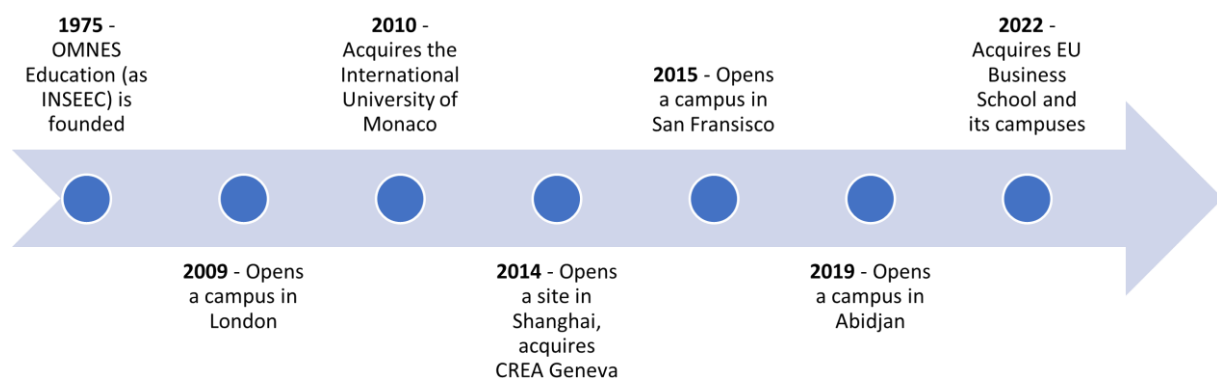 1975 -
OMNES
Education (as
INSEEC) is
founded
2009 - Opens
a campus in
London
2010 -
Acquires the
International
University of
Monaco
2014 - Opens
a site in
Shanghai,
acquires
CREA Geneva
2015 - Opens
a campus in
San Fransisco
2019 - Opens
a campus in
Abidjan
2022 -
Acquires EU
Business
School and
its campuses